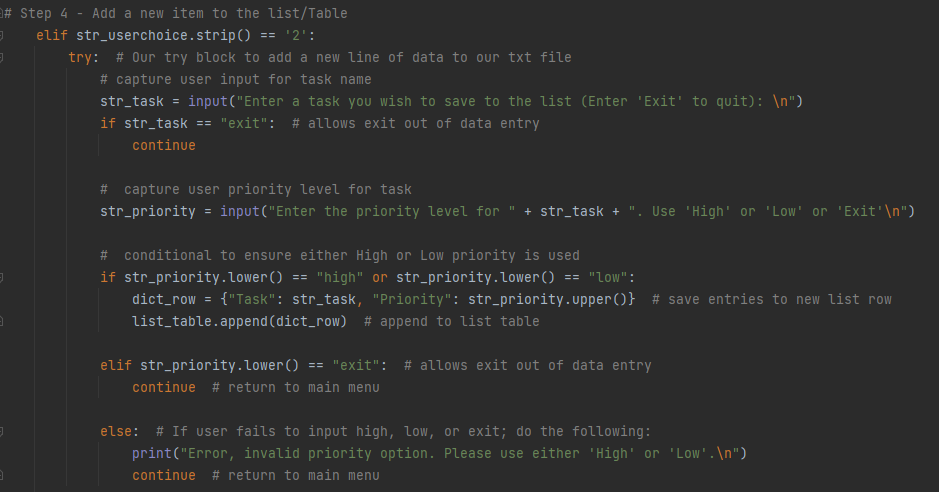 # Step 4 - Add a new item to the list/Table
elif str_userchoice.strip() == '2':
try:  # Our try block to add a new line of data to our txt file
# capture user input for task name
str_task = input("Enter a task you wish to save to the list (Enter 'Exit' to quit): \n")
if str_task == "exit":  # allows exit out of data entry
continue
#  capture user priority level for task
str_priority = input("Enter the priority level for " + str_task + ". Use 'High' or 'Low' or 'Exit'\n")
#  conditional to ensure either High or Low priority is used
if str_priority.lower() == "high" or str_priority.lower() == "low":
dict_row = {"Task": str_task, "Priority": str_priority.upper()}  # save entries to new list row
list_table.append(dict_row)  # append to list table
elif str_priority.lower() == "exit":  # allows exit out of data entry
continue  # return to main menu
else:  # If user fails to input high, low, or exit; do the following:
print("Error, invalid priority option. Please use either 'High' or 'Low'.\n")
continue  # return to main menu